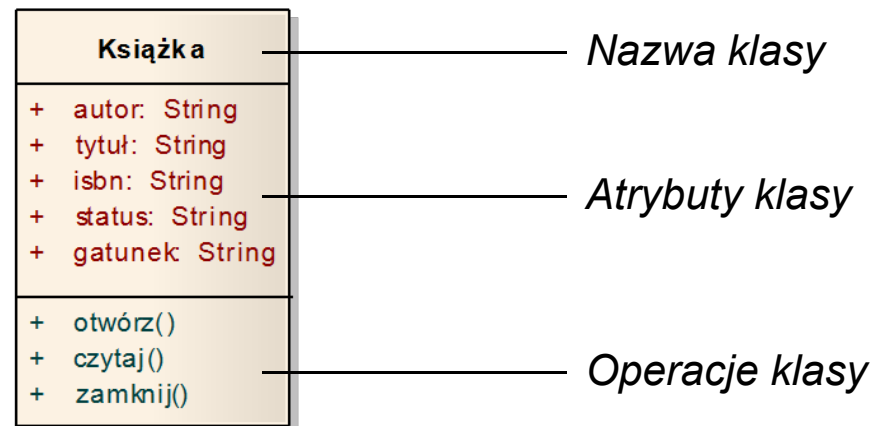 Książka
Nazwa klasy
+ autor: String
+ tytuł: String
+ isbn: String
+ status: String
+ gatunek: String
Atrybuty klasy
+ otwórz()
+ czytaj()
+ zamknij()
Operacje klasy